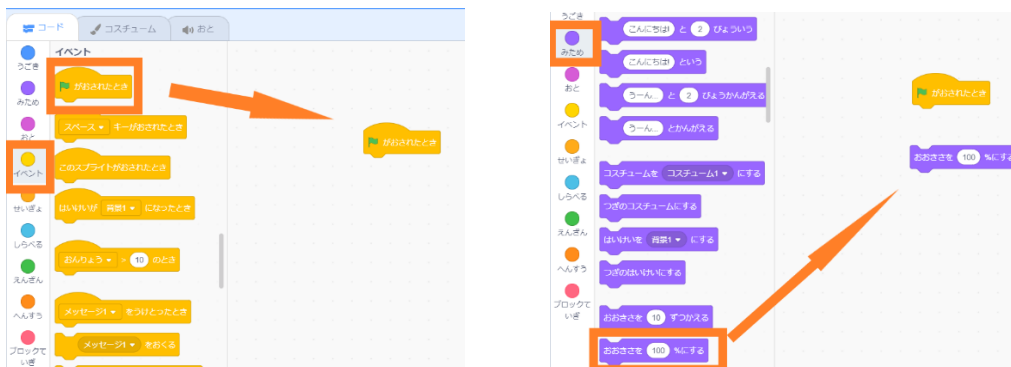 コード
コスチューム
おと
イベント
うごき
みため
おと
イベント
せいぎょ
しらべる
えんざん
へんすう
ブロックて
いぎ
がおされたとき
スペース キーがおされたとき
このスプライトがおされたとき
はいけいが 背景1 になったとき
おんりょう > 10 のとき
メッセージ1 をうけとったとき
メッセージ1 をおくる
がおされたとき
うごき
みため
おと
イベント
せいぎょ
しらべる
えんざん
へんすう
ブロックて
いぎ
こんにちは! と 2 びょういう
こんにちは! という
うーん... と 2 びょうかんがえる
うーん... とかんがえる
コスチュームを コスチューム1 にする
つぎのコスチュームにする
はいけいを 背景1 にする
つぎのはいけいにする
おおきさを 10 ずつかえる
おおきさを 100 %にする
がおされたとき
おおきさを 100 %にする